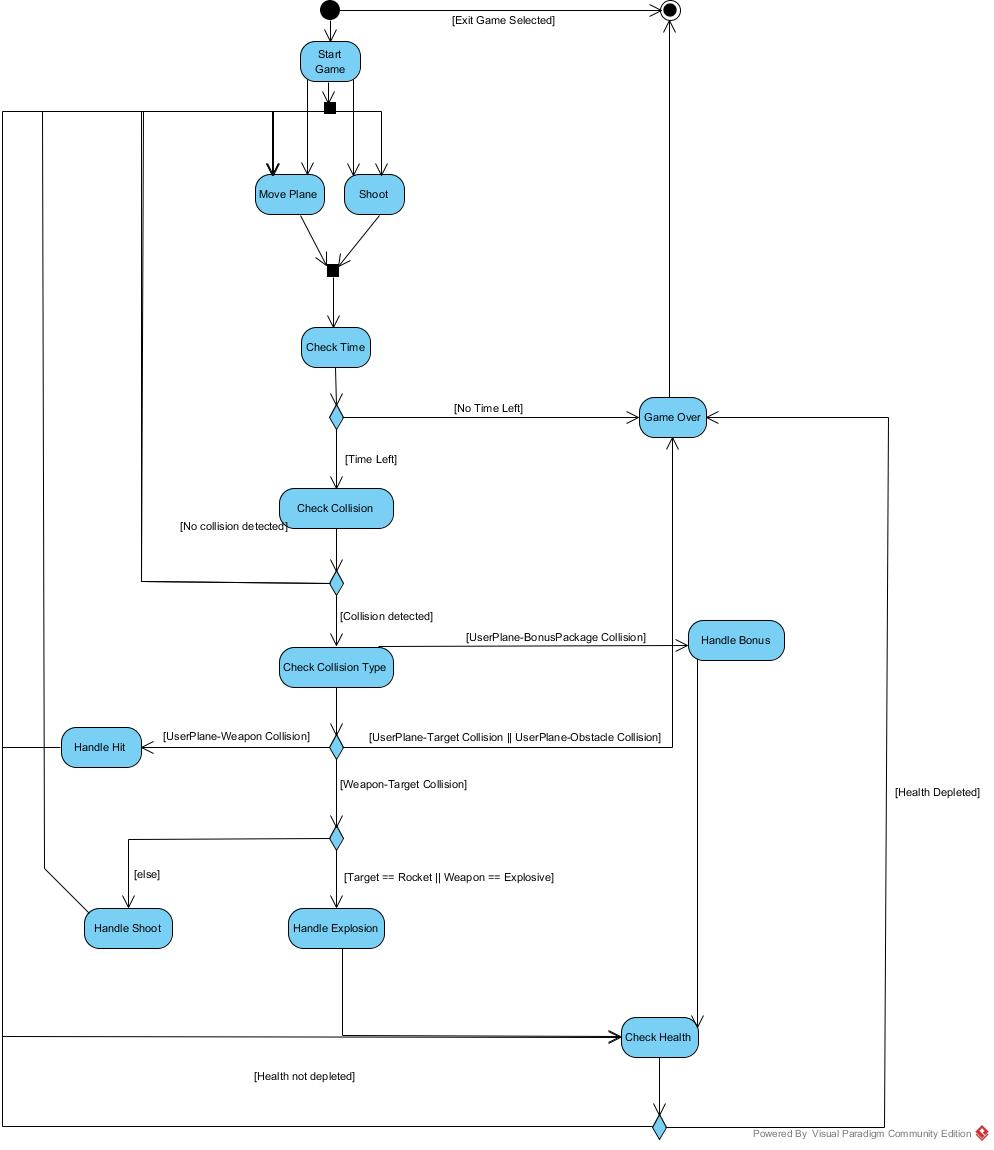 [Exit Game Selected]
Start
Game
Move Plane
Shoot
Check Time
[No Time Left]
Game Over
[Time Left]
Check Collision
[No collision detected]
[Collision detected]
[UserPlane-BonusPackage Collision]
Handle Bonus
Check Collision Type
[UserPlane-Weapon Collision]
[UserPlane-Target Collision || UserPlane-Obstacle Collision]
Handle Hit
[Weapon-Target Collision]
[Health Depleted]
[else]
[Target == Rocket || Weapon == Explosive]
Handle Shoot
Handle Explosion
Check Health
[Health not depleted]
Powered By Visual Paradigm Community Edition